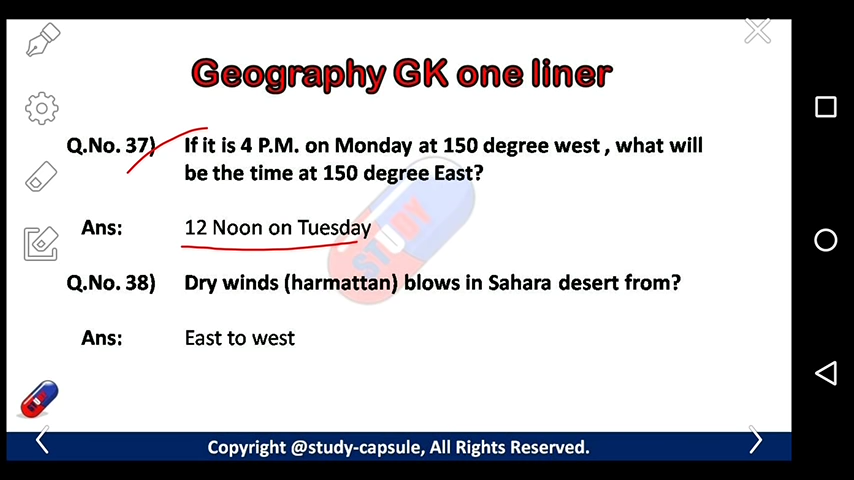 Geography GK one liner
Q.No. 37) If it is 4 P.M. on Monday at 150 degree west , what will
be the time at 150 degree East?
Ans: 12 Noon on Tuesday
STUDY
Q.No. 38) Dry winds (harmattan) blows in Sahara desert from?
Ans: East to west
Copyright @study-capsule, All Rights Reserved.